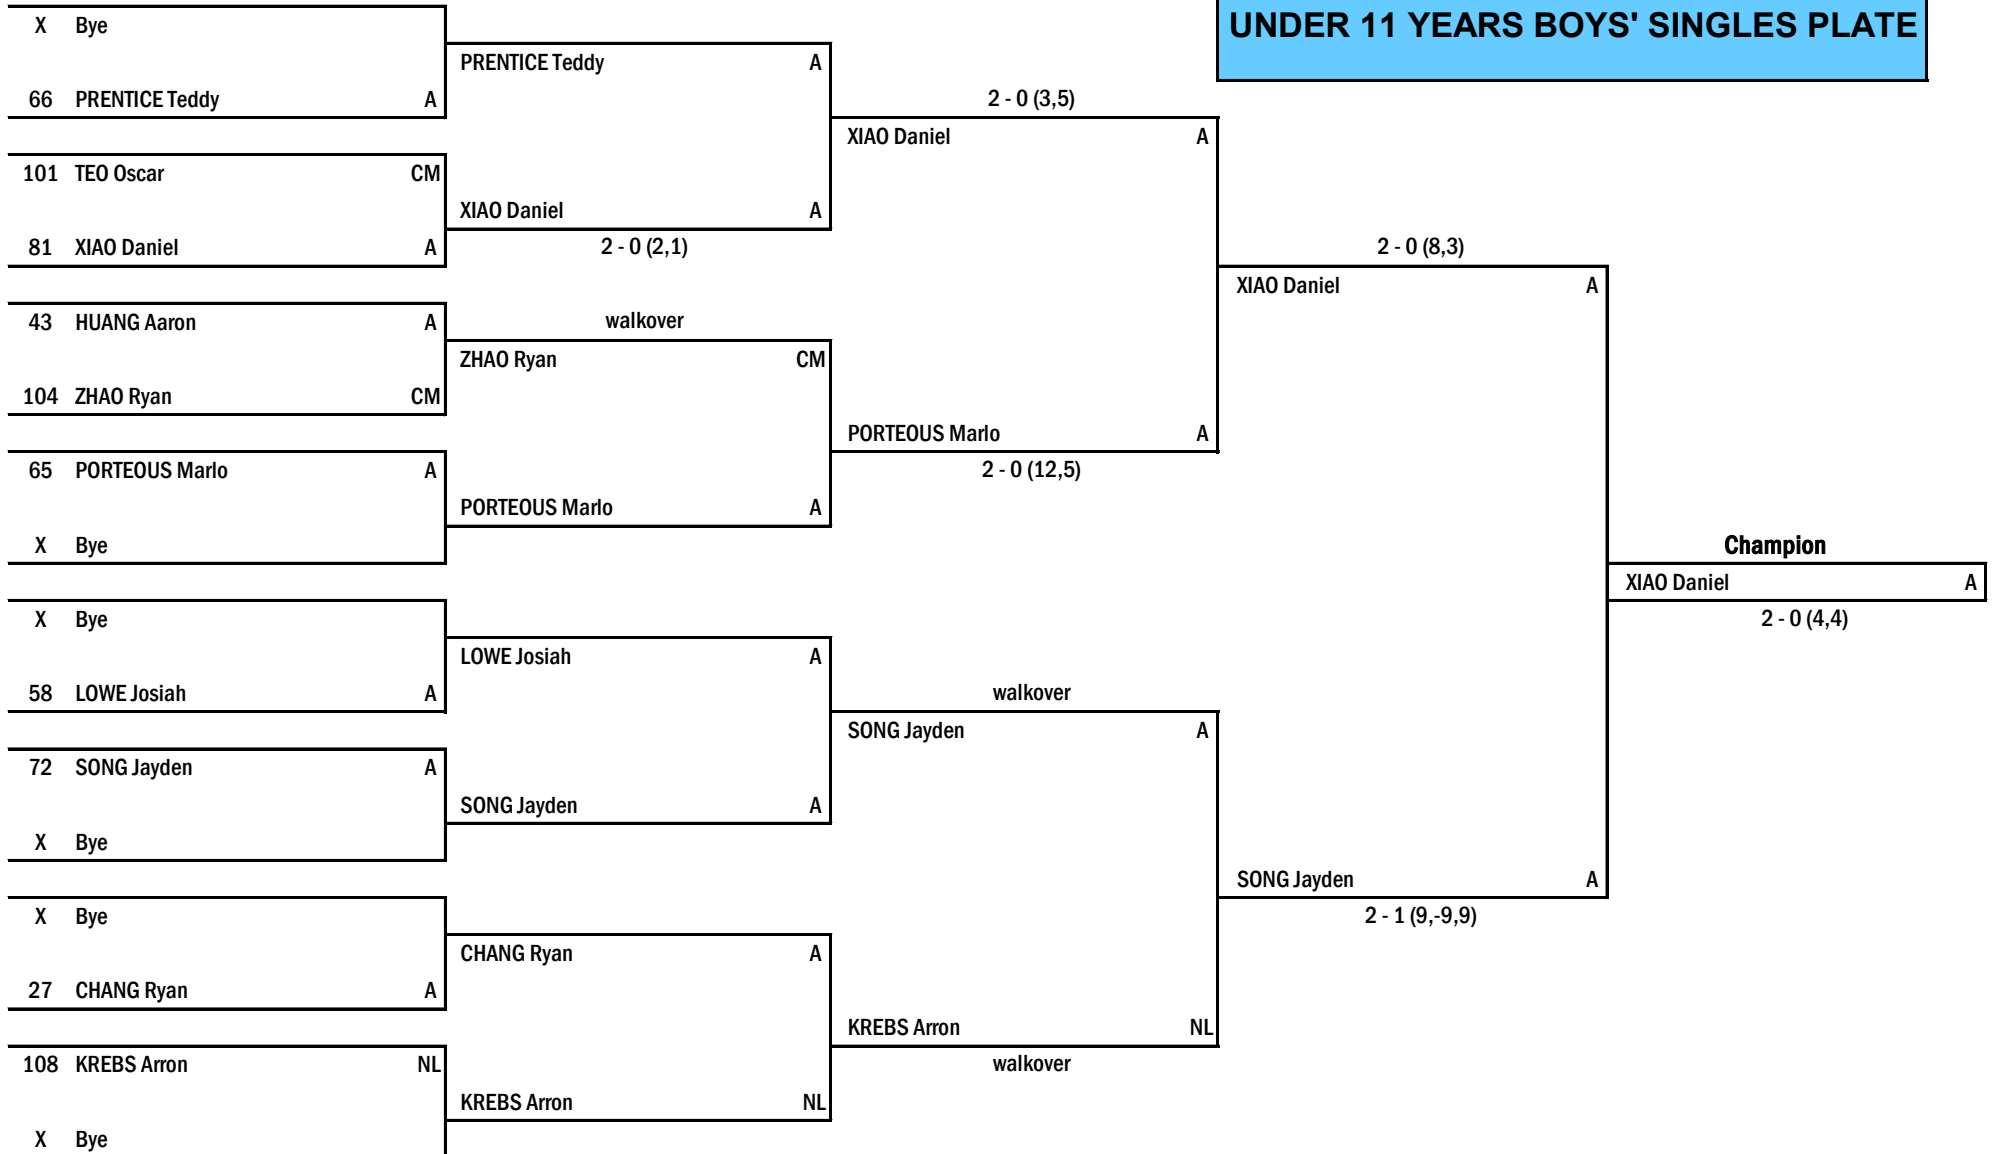 UNDER 11 YEARS BOYS' SINGLES PLATE
X Bye
66 PRENTICE Teddy A
101 TEO Oscar CM
81 XIAO Daniel A
43 HUANG Aaron A
104 ZHAO Ryan CM
65 PORTEOUS Marlo A
X Bye
X Bye
58 LOWE Josiah A
72 SONG Jayden A
X Bye
X Bye
27 CHANG Ryan A
108 KREBS Arron NL
X Bye
PRENTICE Teddy A
XIAO Daniel A
2 - 0 (2,1)
walkover
ZHAO Ryan CM
PORTEOUS Marlo A
LOWE Josiah A
SONG Jayden A
CHANG Ryan A
KREBS Arron NL
2 - 0 (3,5)
XIAO Daniel A
PORTEOUS Marlo A
2 - 0 (12,5)
walkover
SONG Jayden A
KREBS Arron NL
walkover
2 - 0 (8,3)
XIAO Daniel A
SONG Jayden A
2 - 1 (9,-9,9)
Champion
XIAO Daniel A
2 - 0 (4,4)